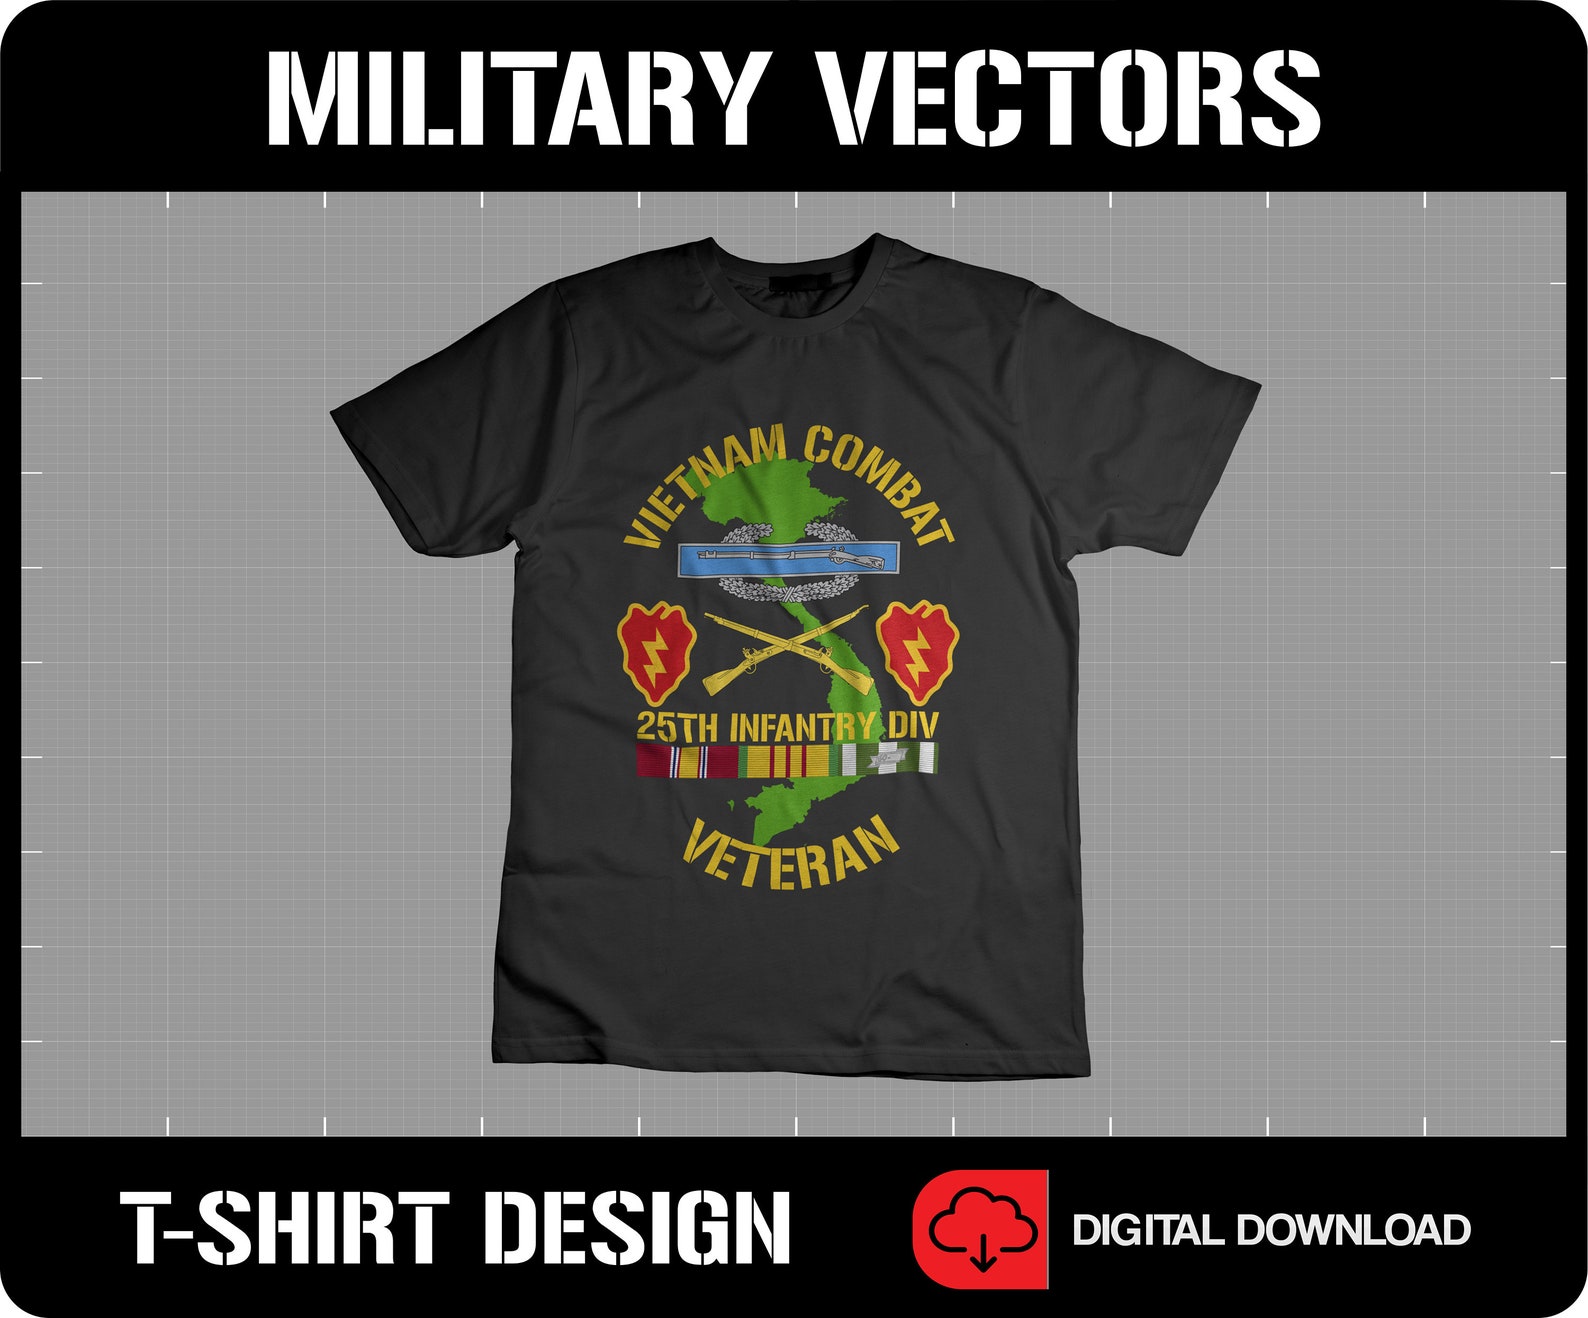 MILITARY VECTORS
VIETNAM COMBAT
25TH INFANTRY DIV
VETERAN
T-SHIRT DESIGN
DIGITAL DOWNLOAD